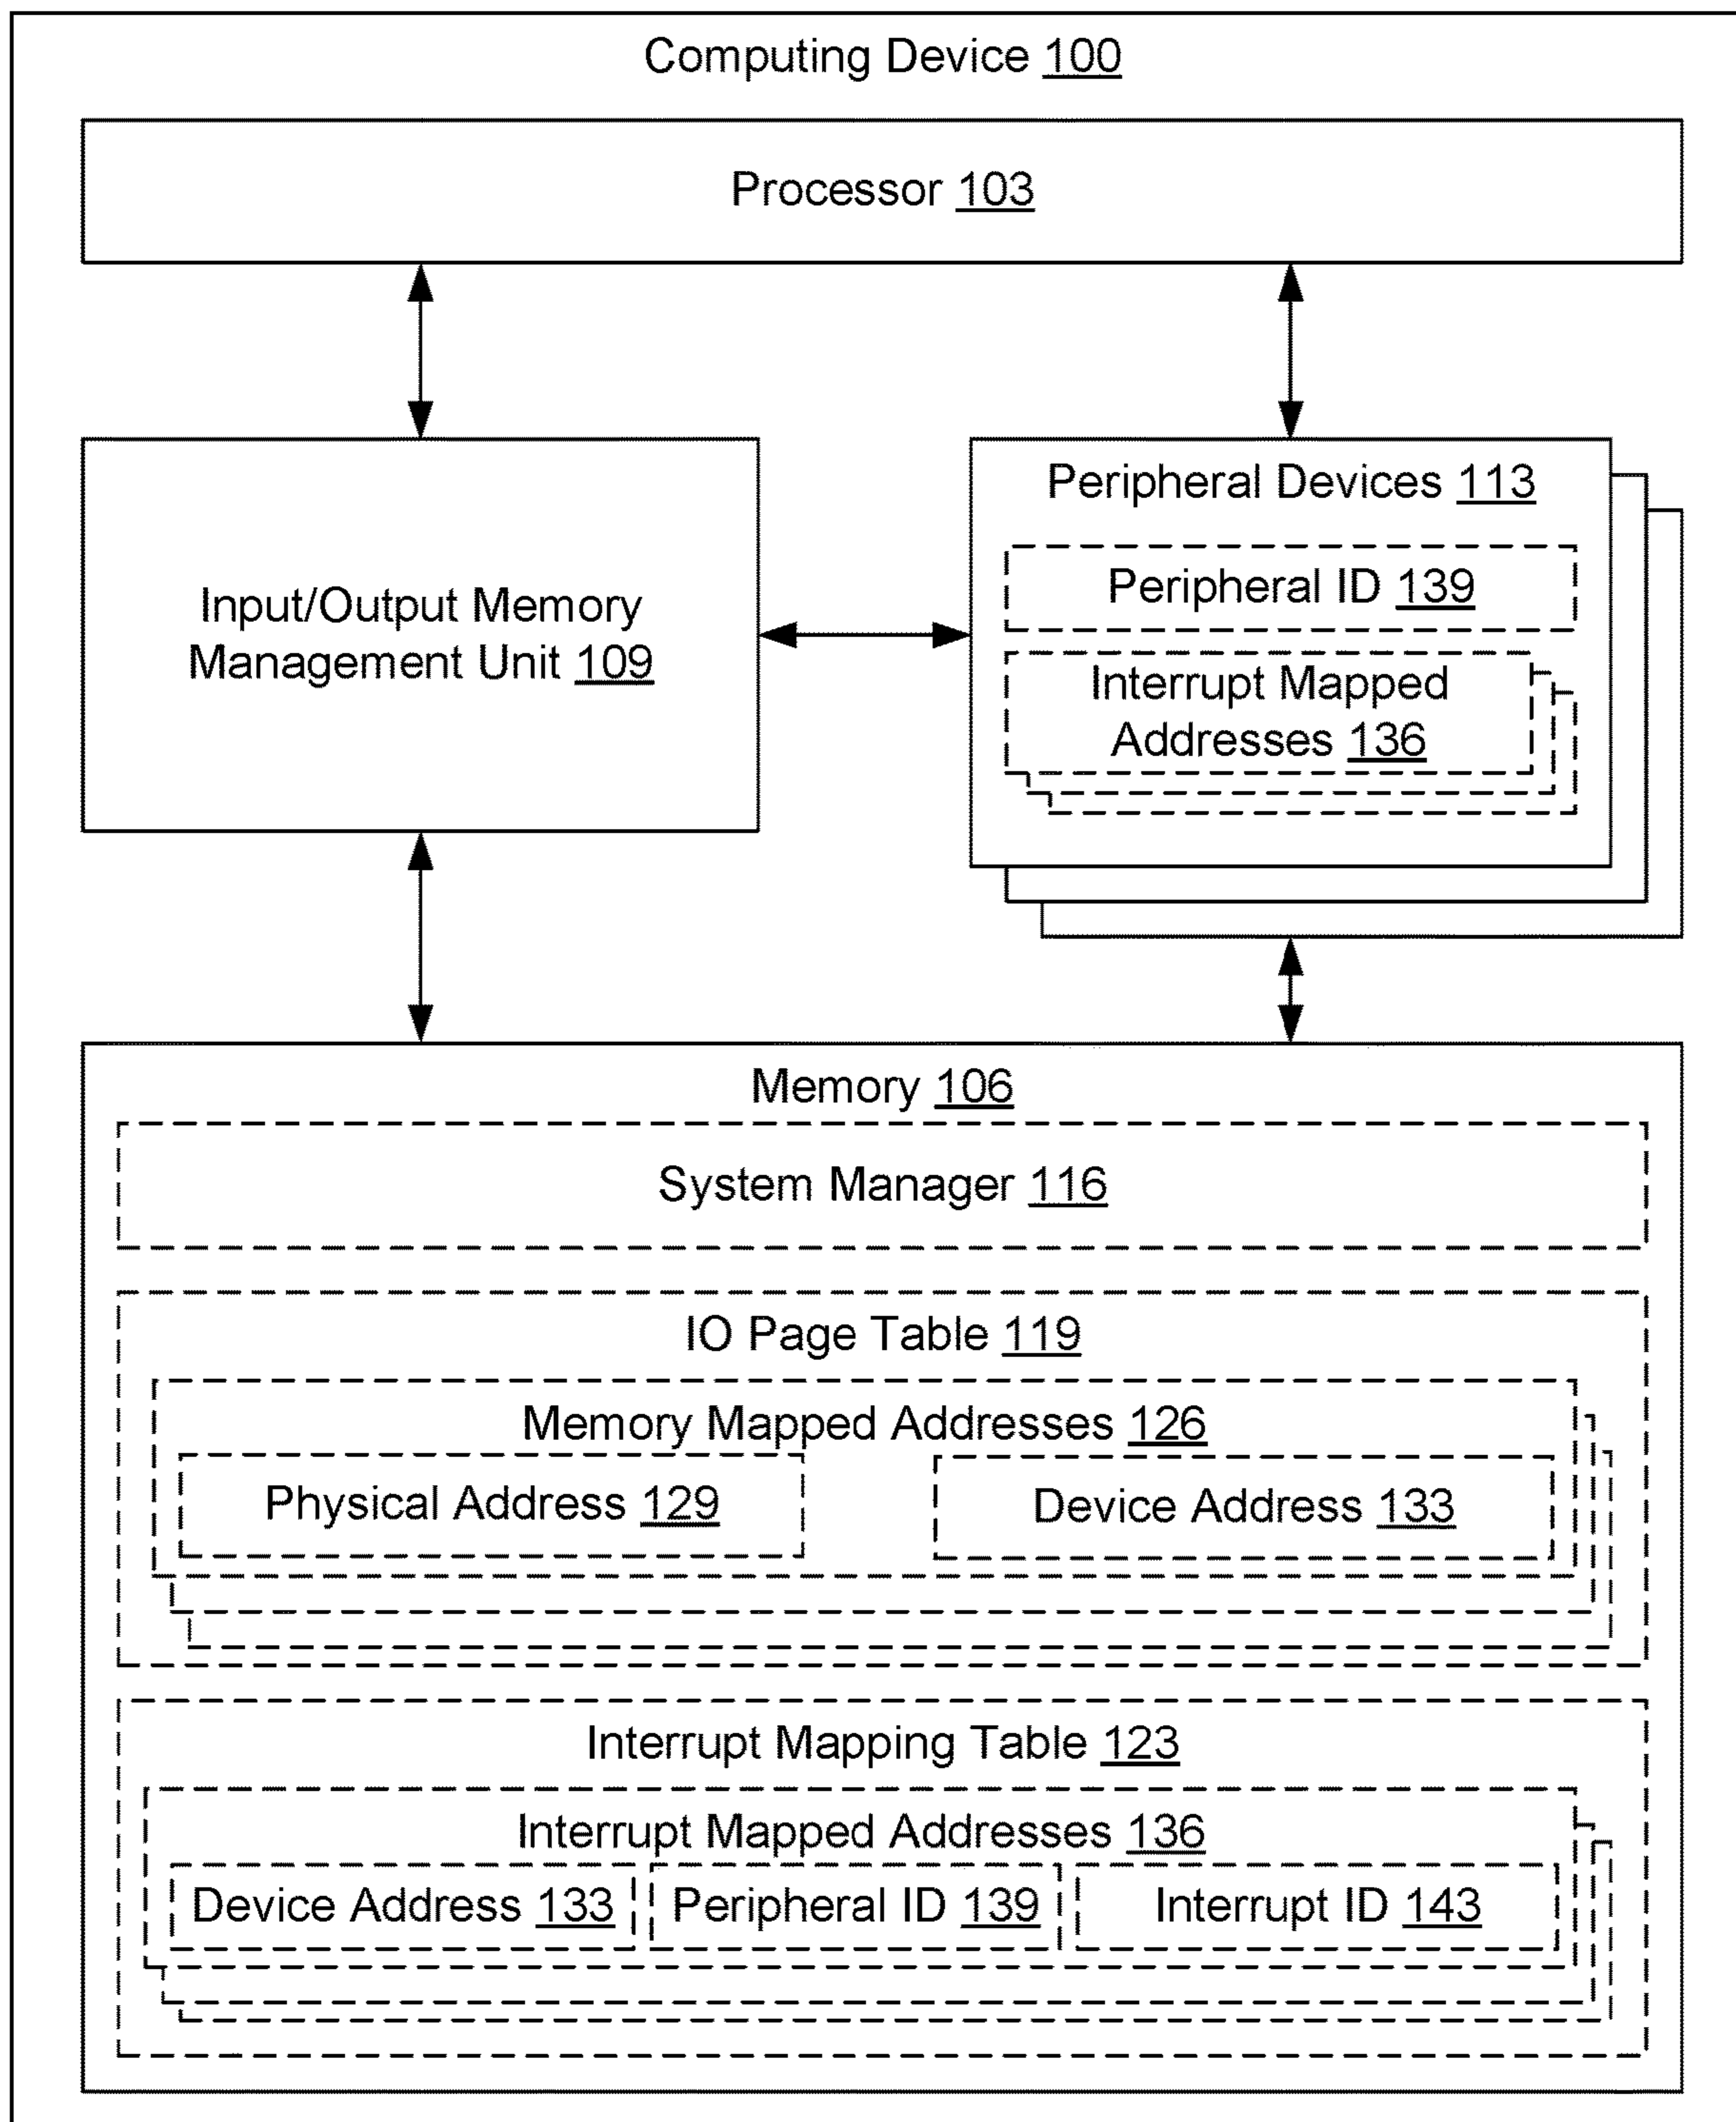 Computing Device 100
Processor 103
Input/Output Memory
Management Unit 109
Peripheral Devices 113
Peripheral ID 139
Interrupt Mapped
Addresses 136
Memory 106
System Manager 116
IO Page Table 119
Memory Mapped Addresses 126
Physical Address 129
Device Address 133
Interrupt Mapping Table 123
Interrupt Mapped Addresses 136
Device Address 133
Peripheral ID 139
Interrupt ID 143